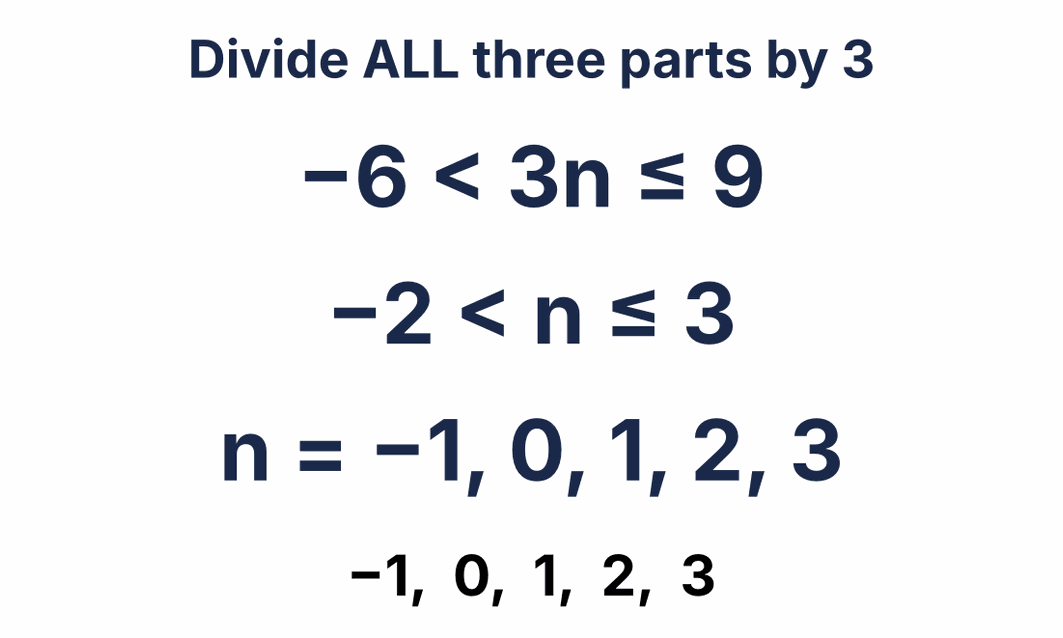 Divide ALL three parts by 3
−6 < 3n ≤ 9
−2 < n ≤ 3
n = −1, 0, 1, 2, 3
−1, 0, 1, 2, 3